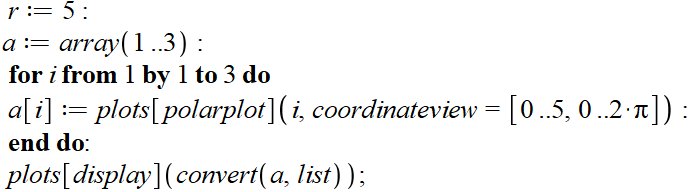 r := 5 :
a := array(1 ..3) :
for i from 1 by 1 to 3 do
a[i] := plots[polarplot](i, coordinateview = [0 ..5, 0 ..2·π]) :
end do:
plots[display](convert(a, list));